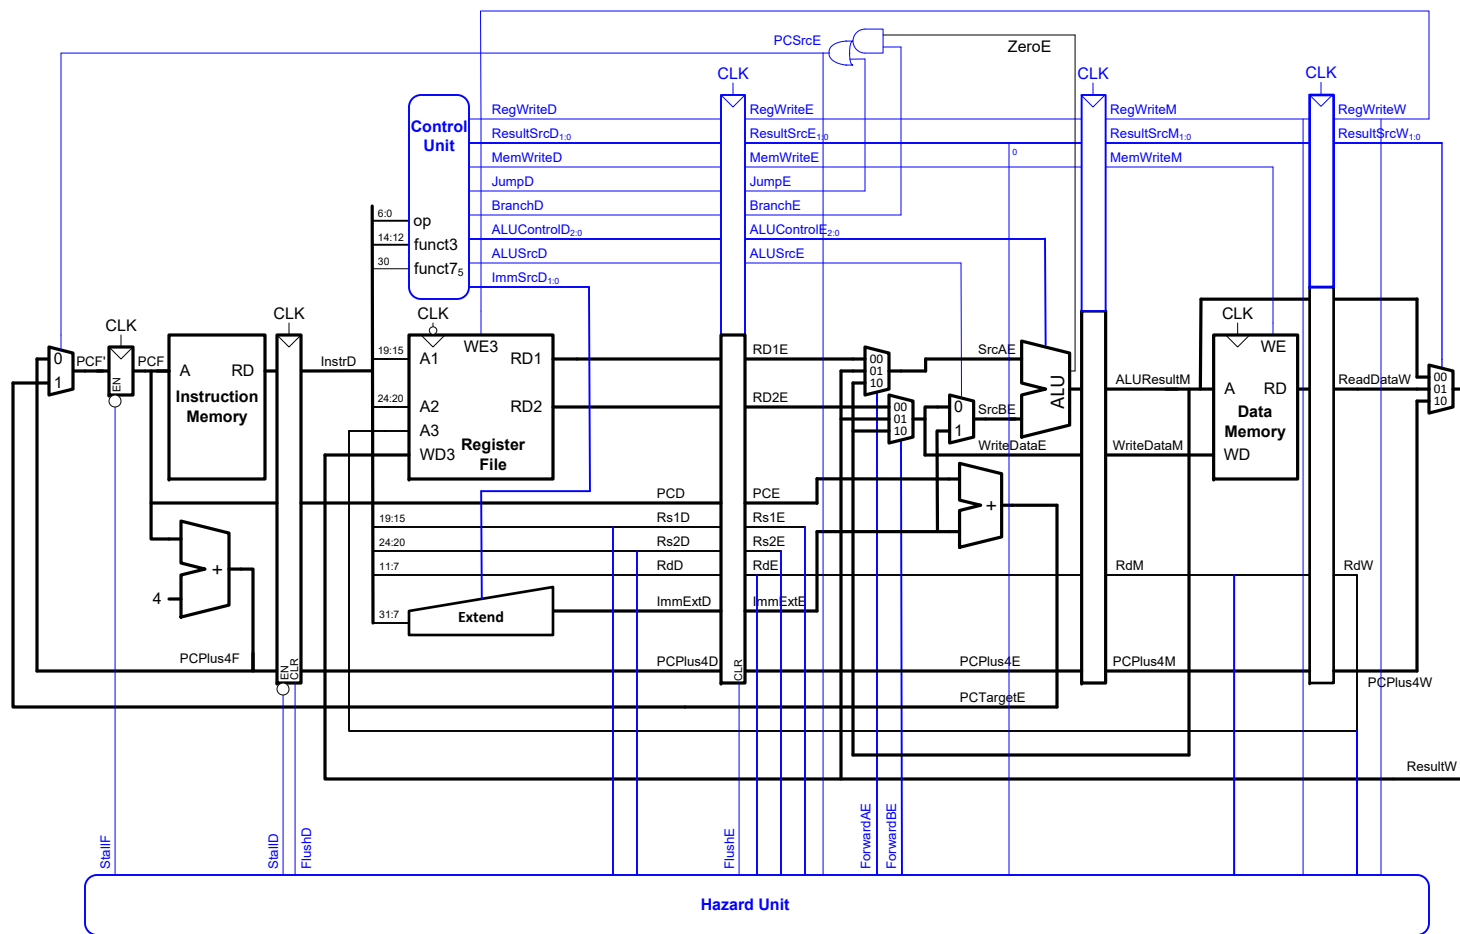 PCSrcE
ZeroE
CLK
CLK
CLK
Control
Unit
RegWriteD
RegWriteE
RegWriteM
RegWriteW
ResultSrcD1:0
ResultSrcE1:0
ResultSrcM1:0
ResultSrcW1:0
0
MemWriteD
MemWriteE
MemWriteM
JumpD
JumpE
BranchD
BranchE
6:0
op
ALUControlD2:0
ALUControlE2:0
14:12
funct3
ALUSrcD
ALUSrcE
30
funct75
ImmSrcD1:0
CLK
CLK
CLK
CLK
0
1
PCF'
EN
PCF
A
RD
Instruction
Memory
InstrD
19:15
A1
WE3
RD1
24:20
A2
RD2
A3
WD3
Register
File
RD1E
RD2E
00
01
10
00
01
10
0
1
SrcAE
SrcBE
ALU
WriteDataE
ALUResultM
WriteDataM
WE
A
RD
Data
Memory
WD
ReadDataW
00
01
10
PCD
PCE
+
19:15
Rs1D
Rs1E
24:20
Rs2D
Rs2E
11:7
RdD
RdE
RdM
RdW
+
4
31:7
Extend
ImmExtD
ImmExtE
PCPlus4F
EN
CLR
PCPlus4D
CLR
PCPlus4E
PCPlus4M
PCPlus4W
PCTargetE
ResultW
StallF
StallD
FlushD
FlushE
ForwardAE
ForwardBE
Hazard Unit